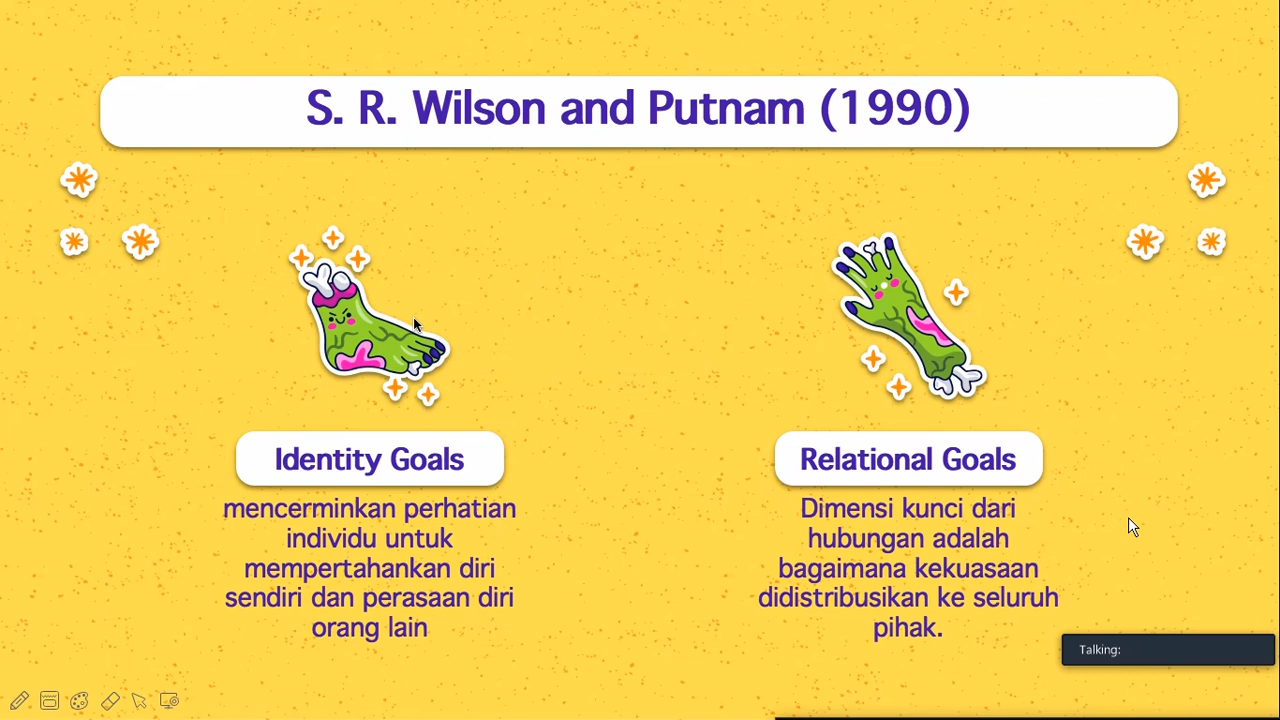 S. R. Wilson and Putnam (1990)
Identity Goals
mencerminkan perhatian
individu untuk
mempertahankan diri
sendiri dan perasaan diri
orang lain
Relational Goals
Dimensi kunci dari
hubungan adalah
bagaimana kekuasaan
didistribusikan ke seluruh
pihak.
Talking: